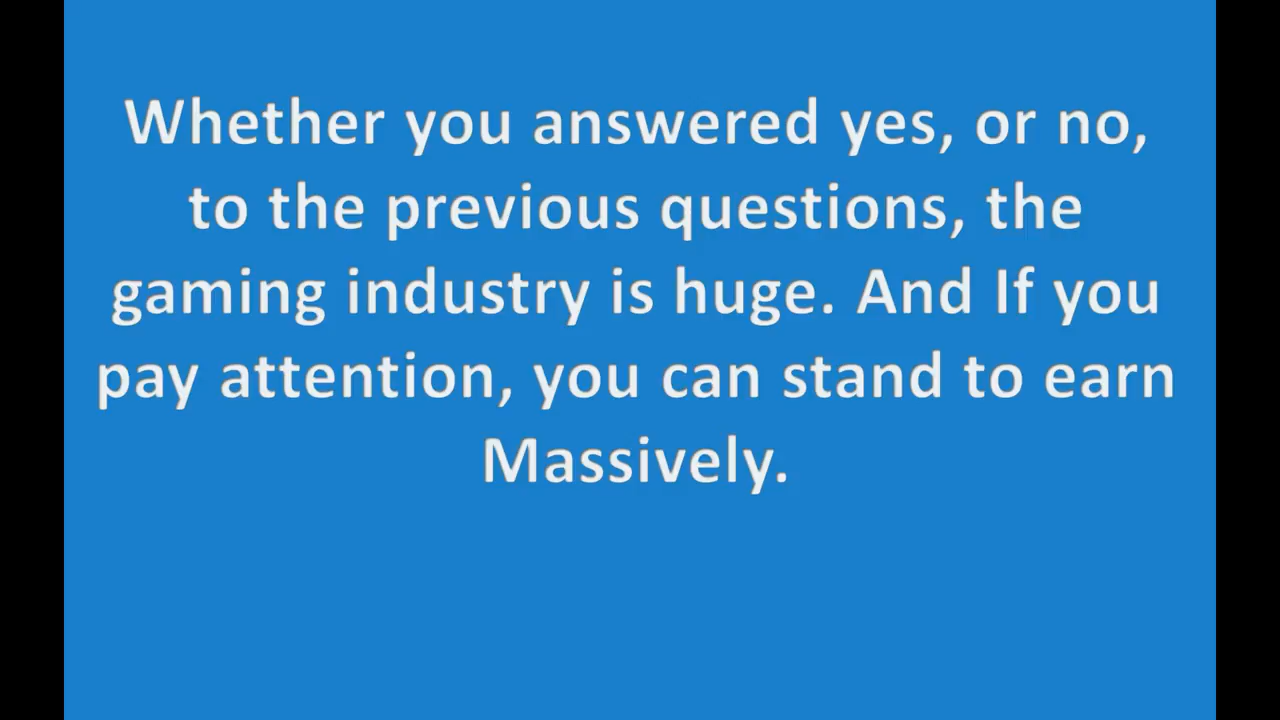 Whether you answered yes, or no,
to the previous questions, the
gaming industry is huge. And If you
pay attention, you can stand to earn
Massively.